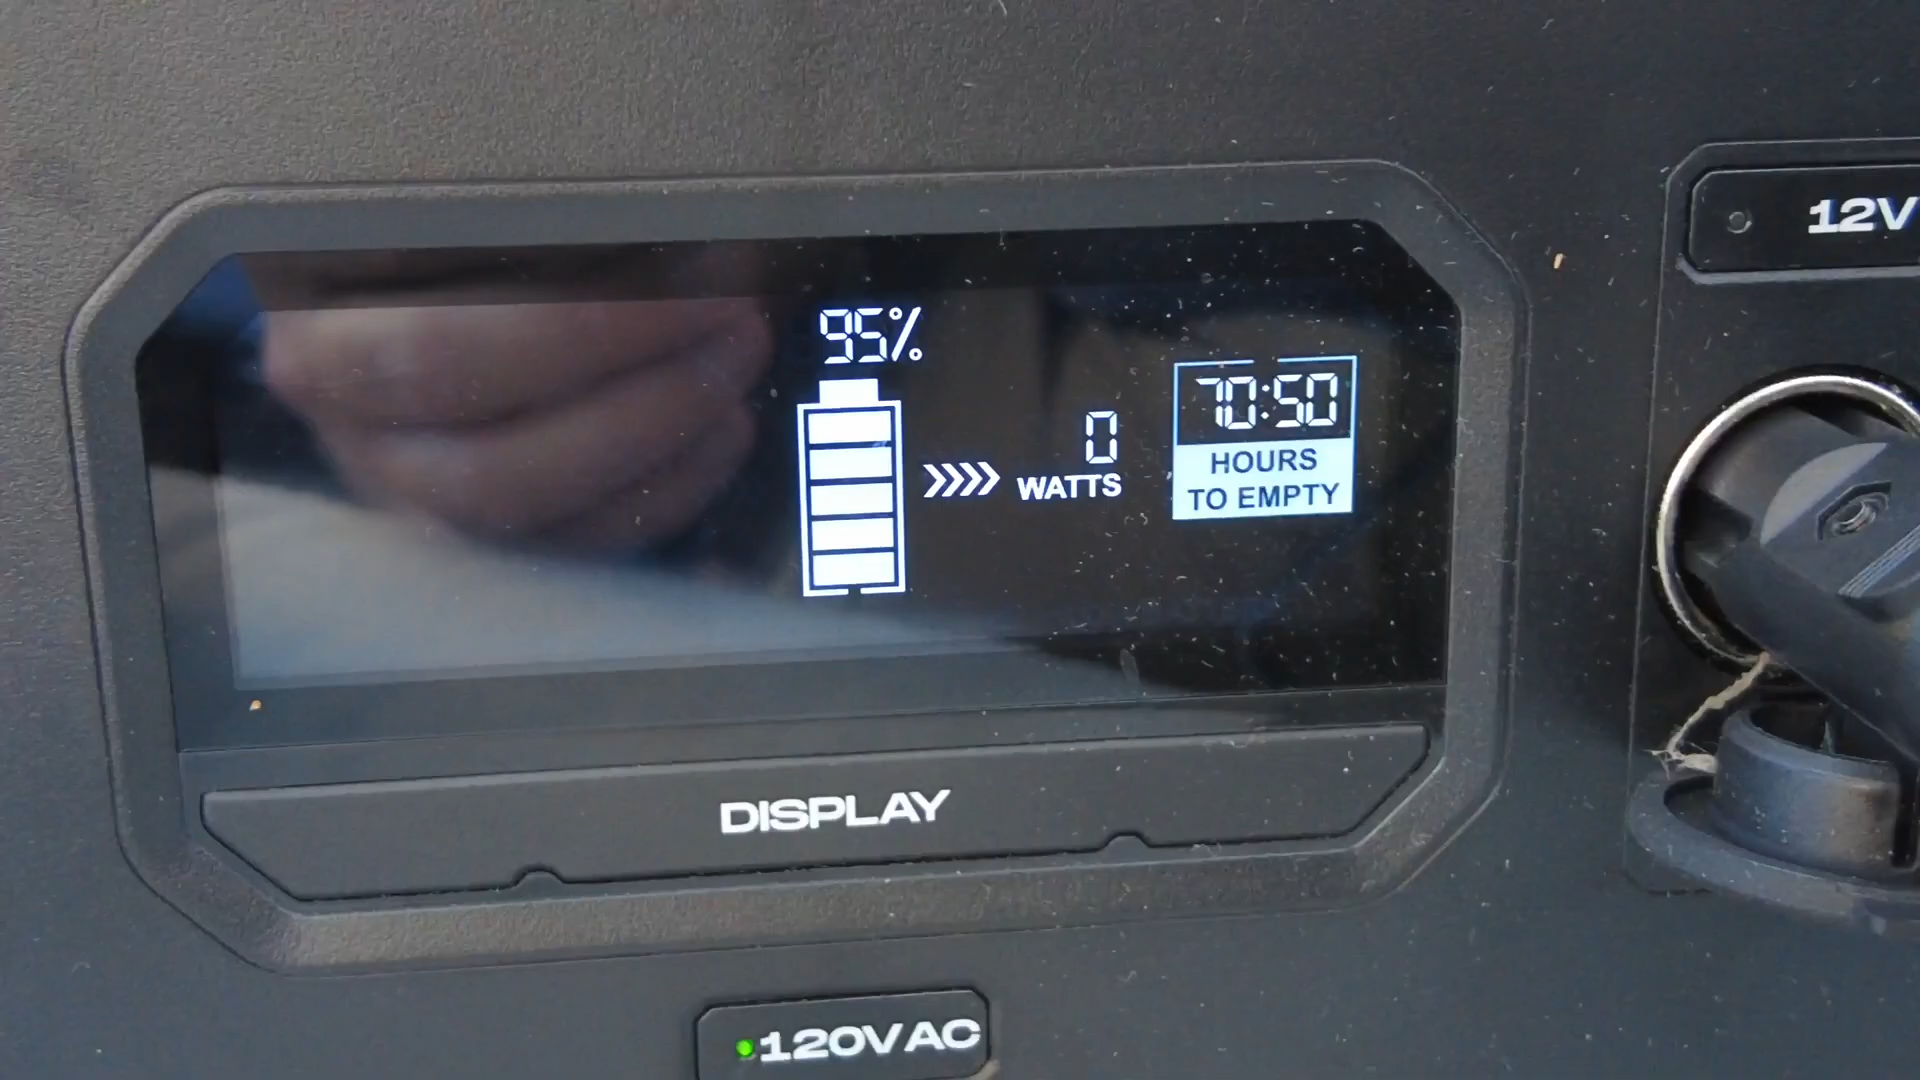 95%
0
WATTS
70:50
HOURS
TO EMPTY
12V
DISPLAY
120VAC